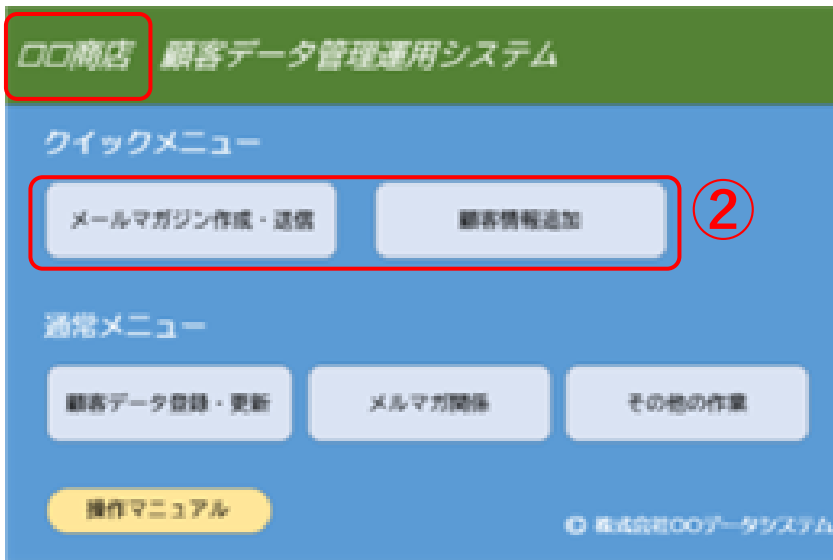 □□商店 顧客データ管理運用システム
クイックメニュー
メールマガジン作成・送信 顧客情報追加 ②
通常メニュー
顧客データ登録・更新 メルマガ関係 その他の作業
操作マニュアル
© 株式会社〇〇データシステム